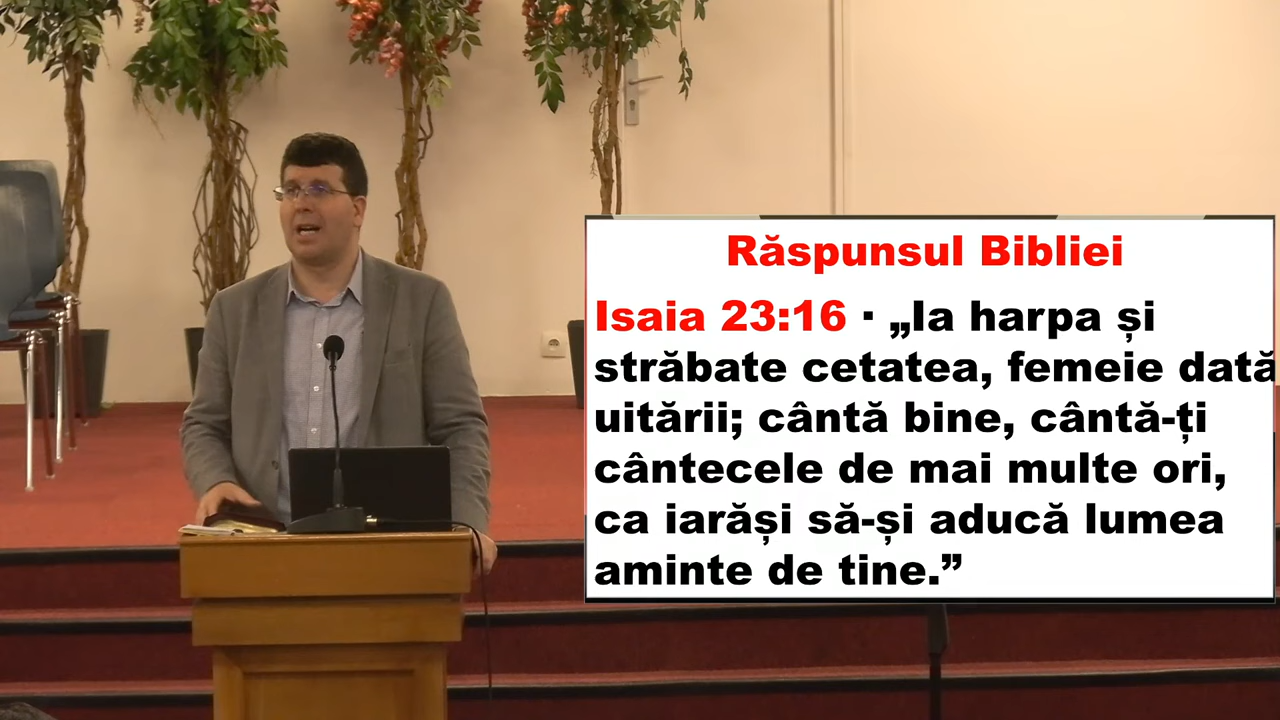 Răspunsul Bibliei
Isaia 23:16 · „Ia harpa și
străbate cetatea, femeie dată
uitării; cântă bine, cântă-ți
cântecele de mai multe ori,
ca iarăși să-și aducă lumea
aminte de tine.”